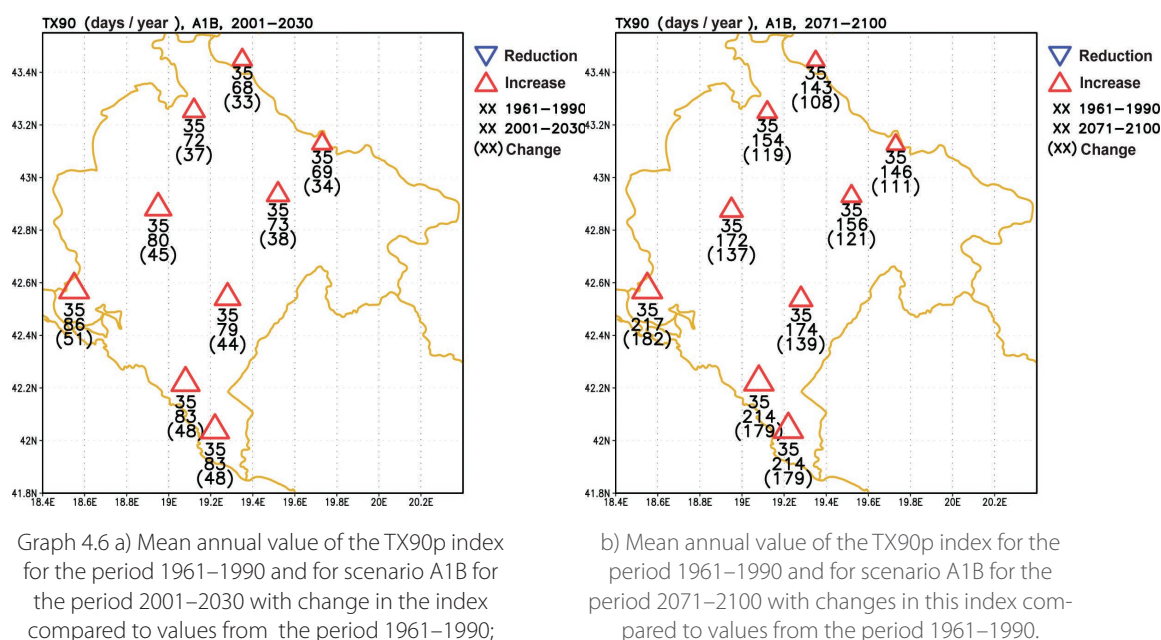 TX90 (days / year ), A1B, 2001–2030
43.4N
43.2N
43N
42.8N
42.6N
42.4N
42.2N
42N
41.8N
18.4E 18.6E 18.8E 19E 19.2E 19.4E 19.6E 19.8E 20E 20.2E
35
68
(33)
35
72
(37)
35
69
(34)
35
73
(38)
35
80
(45)
35
86
(51)
35
79
(44)
35
83
(48)
35
83
(48)
Reduction
Increase
XX 1961–1990
XX 2001–2030
(XX) Change
TX90 (days / year ), A1B, 2071–2100
43.4N
43.2N
43N
42.8N
42.6N
42.4N
42.2N
42N
41.8N
18.4E 18.6E 18.8E 19E 19.2E 19.4E 19.6E 19.8E 20E 20.2E
35
143
(108)
35
154
(119)
35
146
(111)
35
156
(121)
35
172
(137)
35
217
(182)
35
174
(139)
35
214
(179)
35
214
(179)
Reduction
Increase
XX 1961–1990
XX 2071–2100
(XX) Change
Graph 4.6 a) Mean annual value of the TX90p index
for the period 1961–1990 and for scenario A1B for
the period 2001–2030 with change in the index
compared to values from the period 1961–1990;
b) Mean annual value of the TX90p index for the
period 1961–1990 and for scenario A1B for the
period 2071–2100 with changes in this index com-
pared to values from the period 1961–1990.